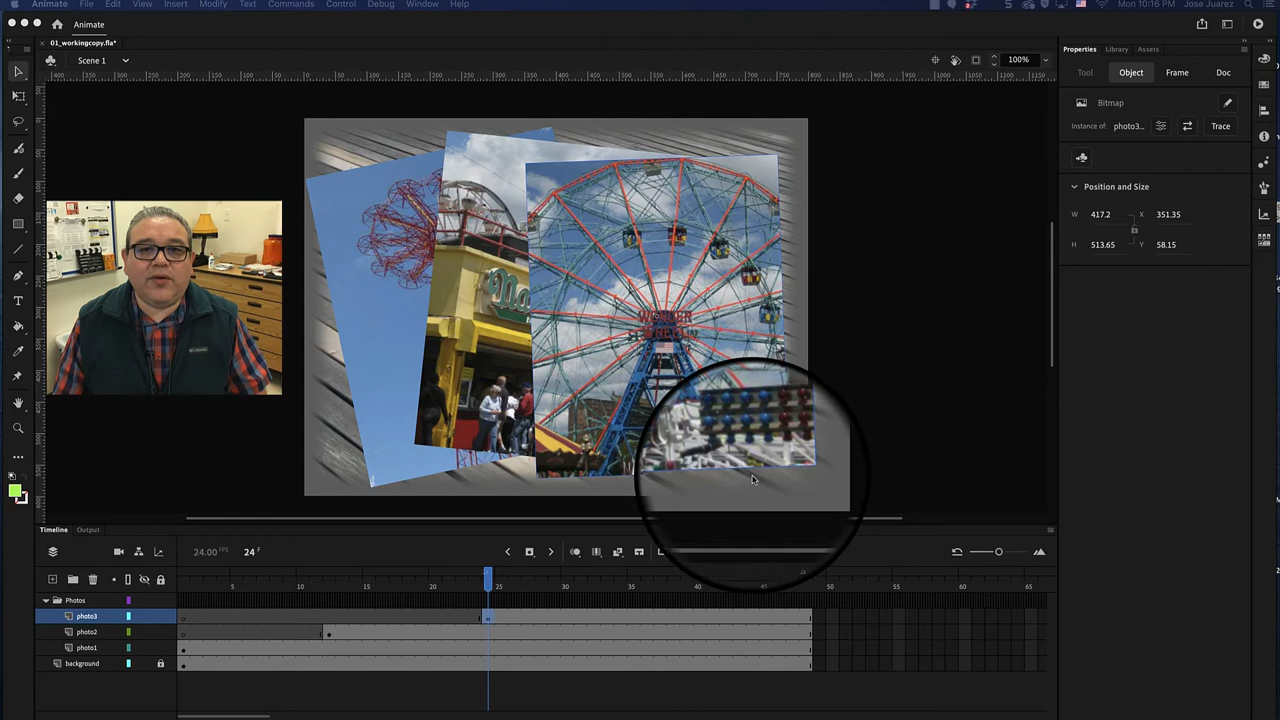 Animate File Edit View Insert Modify Text Commands Control Debug Window Help Mon 10:16 PM Jose Juarez
Animate
01_workingcopy.fla*
Scene 1 100%
Properties Library Assets
Tool Object Frame Doc
Bitmap
Instance of: photo3... Trace
Position and Size
W 417.2 X 351.35
H 513.65 Y 58.15
WONDER
WHEEL
Timeline Output
24.00 FPS 24 F
5 10 15 20 25 30 35 40 45 50 55 60 65
Photos
photo3
photo2
photo1
background